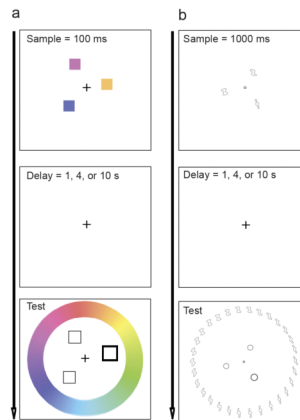 a
Sample = 100 ms
Delay = 1, 4, or 10 s
Test
b
Sample = 1000 ms
Delay = 1, 4, or 10 s
Test